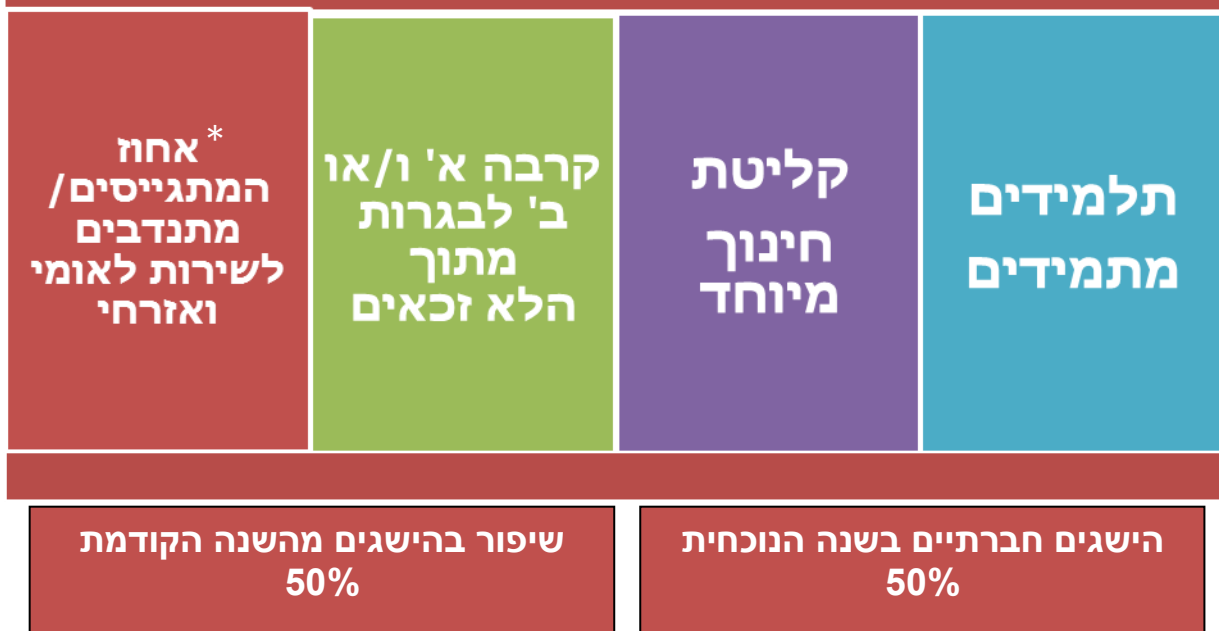 תלמידים
מתמידים
קליטת
חינוך
מיוחד
קרבה א' ו/או
ב' לבגרות
מתוך
הלא זכאים
*אחוז
המתגייסים/
מתנדבים
לשירות לאומי
ואזרחי
הישגים חברתיים בשנה הנוכחית
50%
שיפור בהישגים מהשנה הקודמת
50%